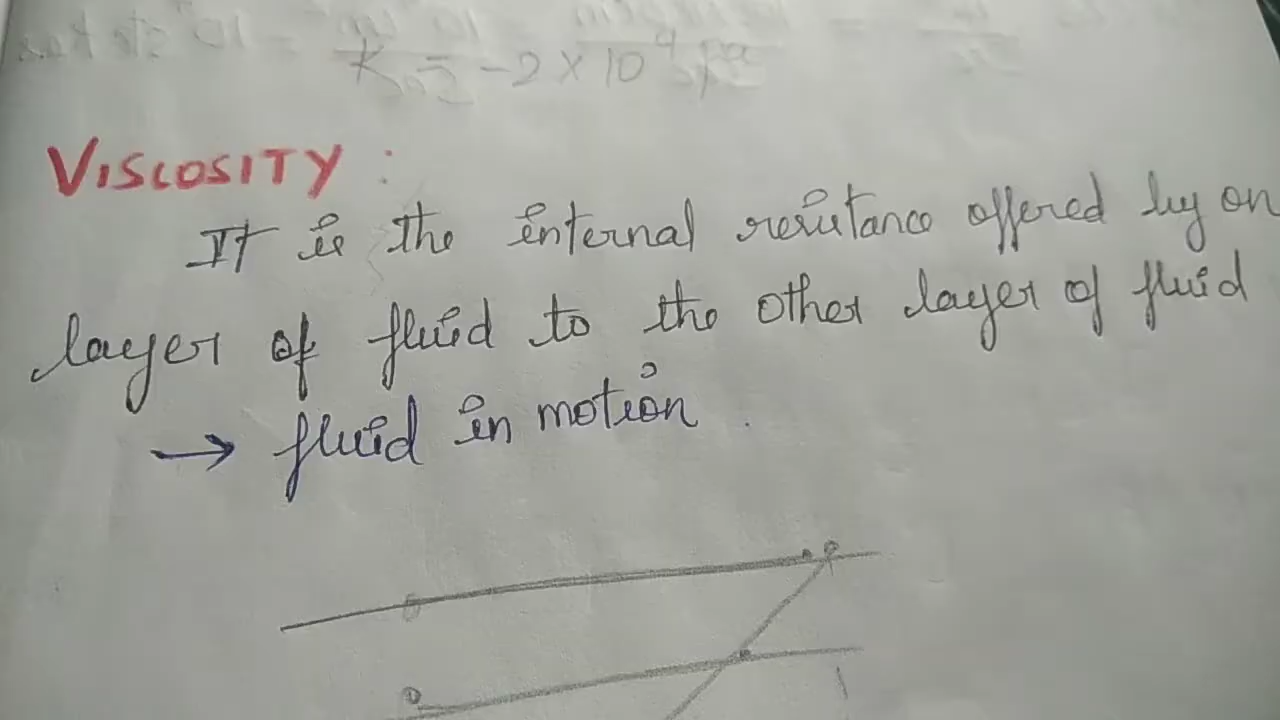 VISCOSITY :
It is the internal resistance offered by on
layer of fluid to the other layer of fluid
→ fluid in motion .